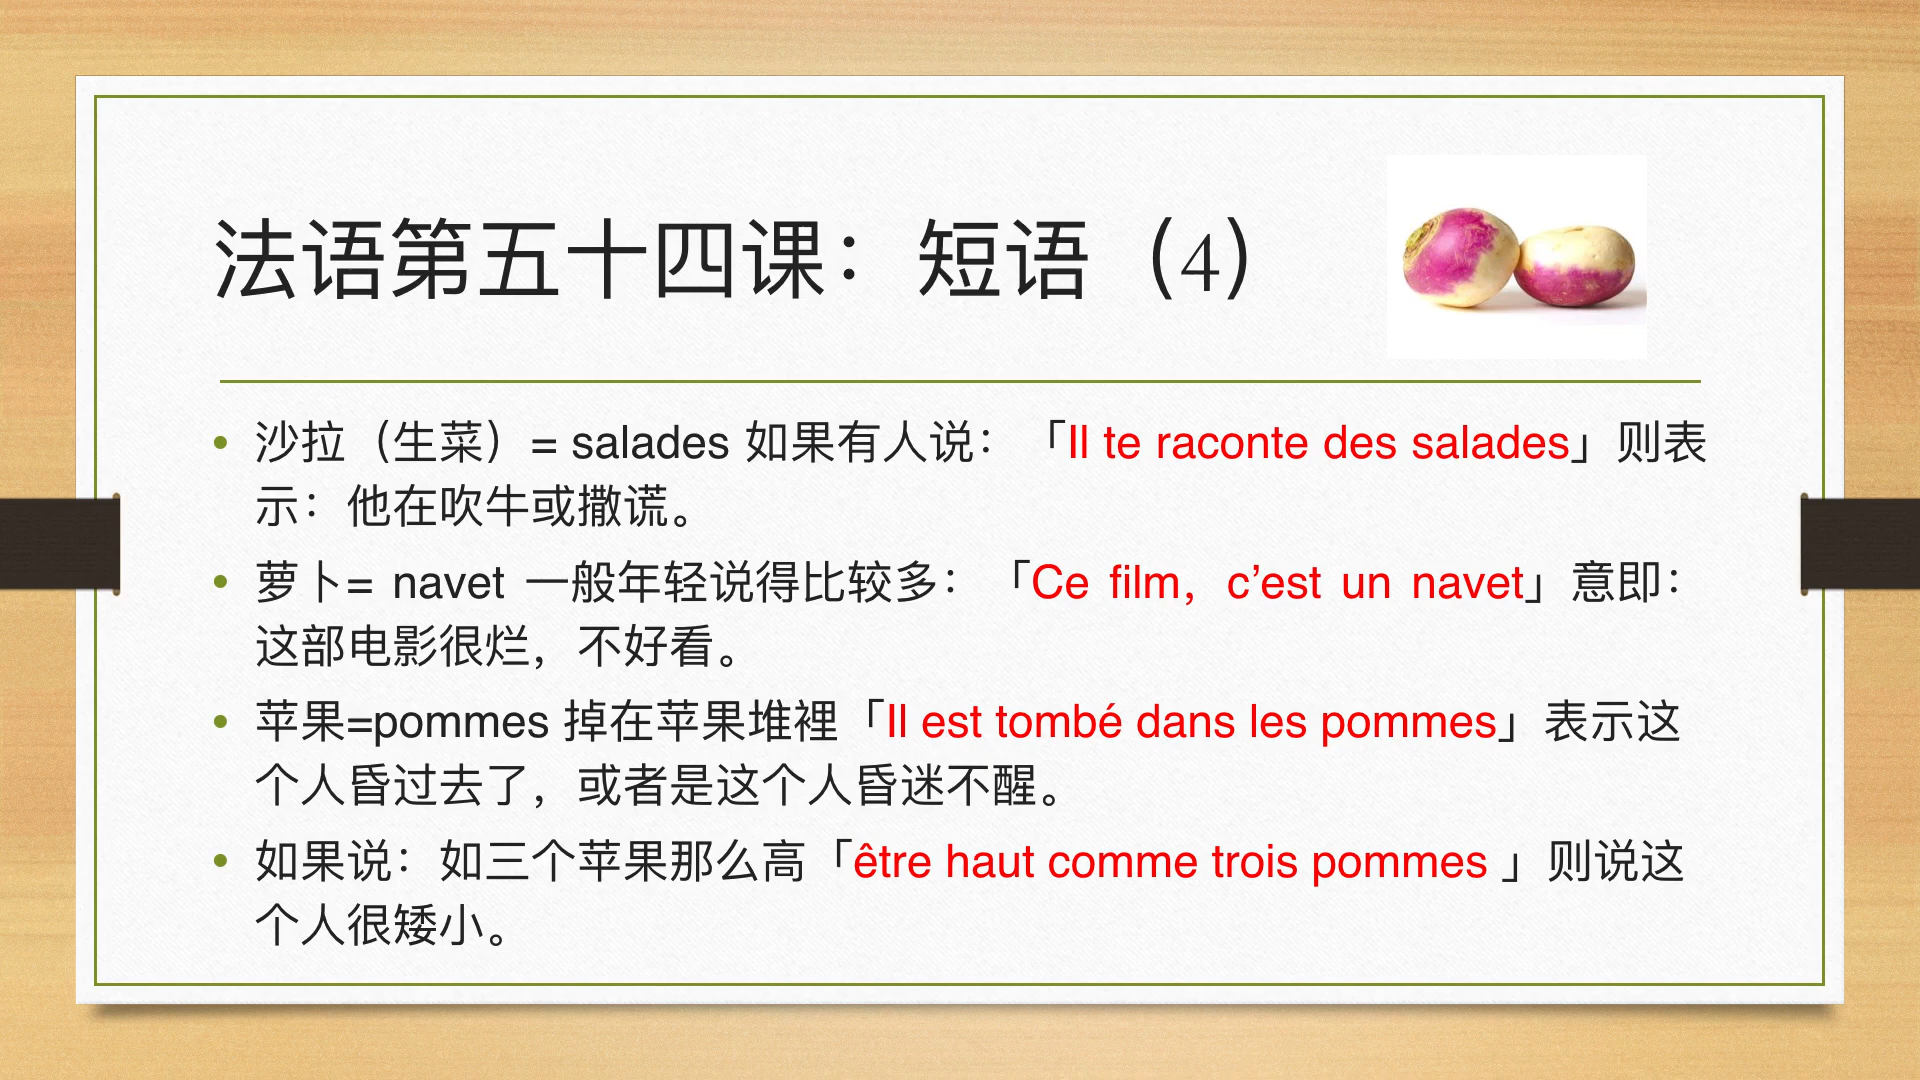 法语第五十四课：短语（4）
• 沙拉（生菜）= salades 如果有人说：「Il te raconte des salades」则表
示：他在吹牛或撒谎。
• 萝卜= navet 一般年轻说得比较多：「Ce film，c’est un navet」意即：
这部电影很烂，不好看。
• 苹果=pommes 掉在苹果堆裡「Il est tombé dans les pommes」表示这
个人昏过去了，或者是这个人昏迷不醒。
• 如果说：如三个苹果那么高「être haut comme trois pommes 」则说这
个人很矮小。